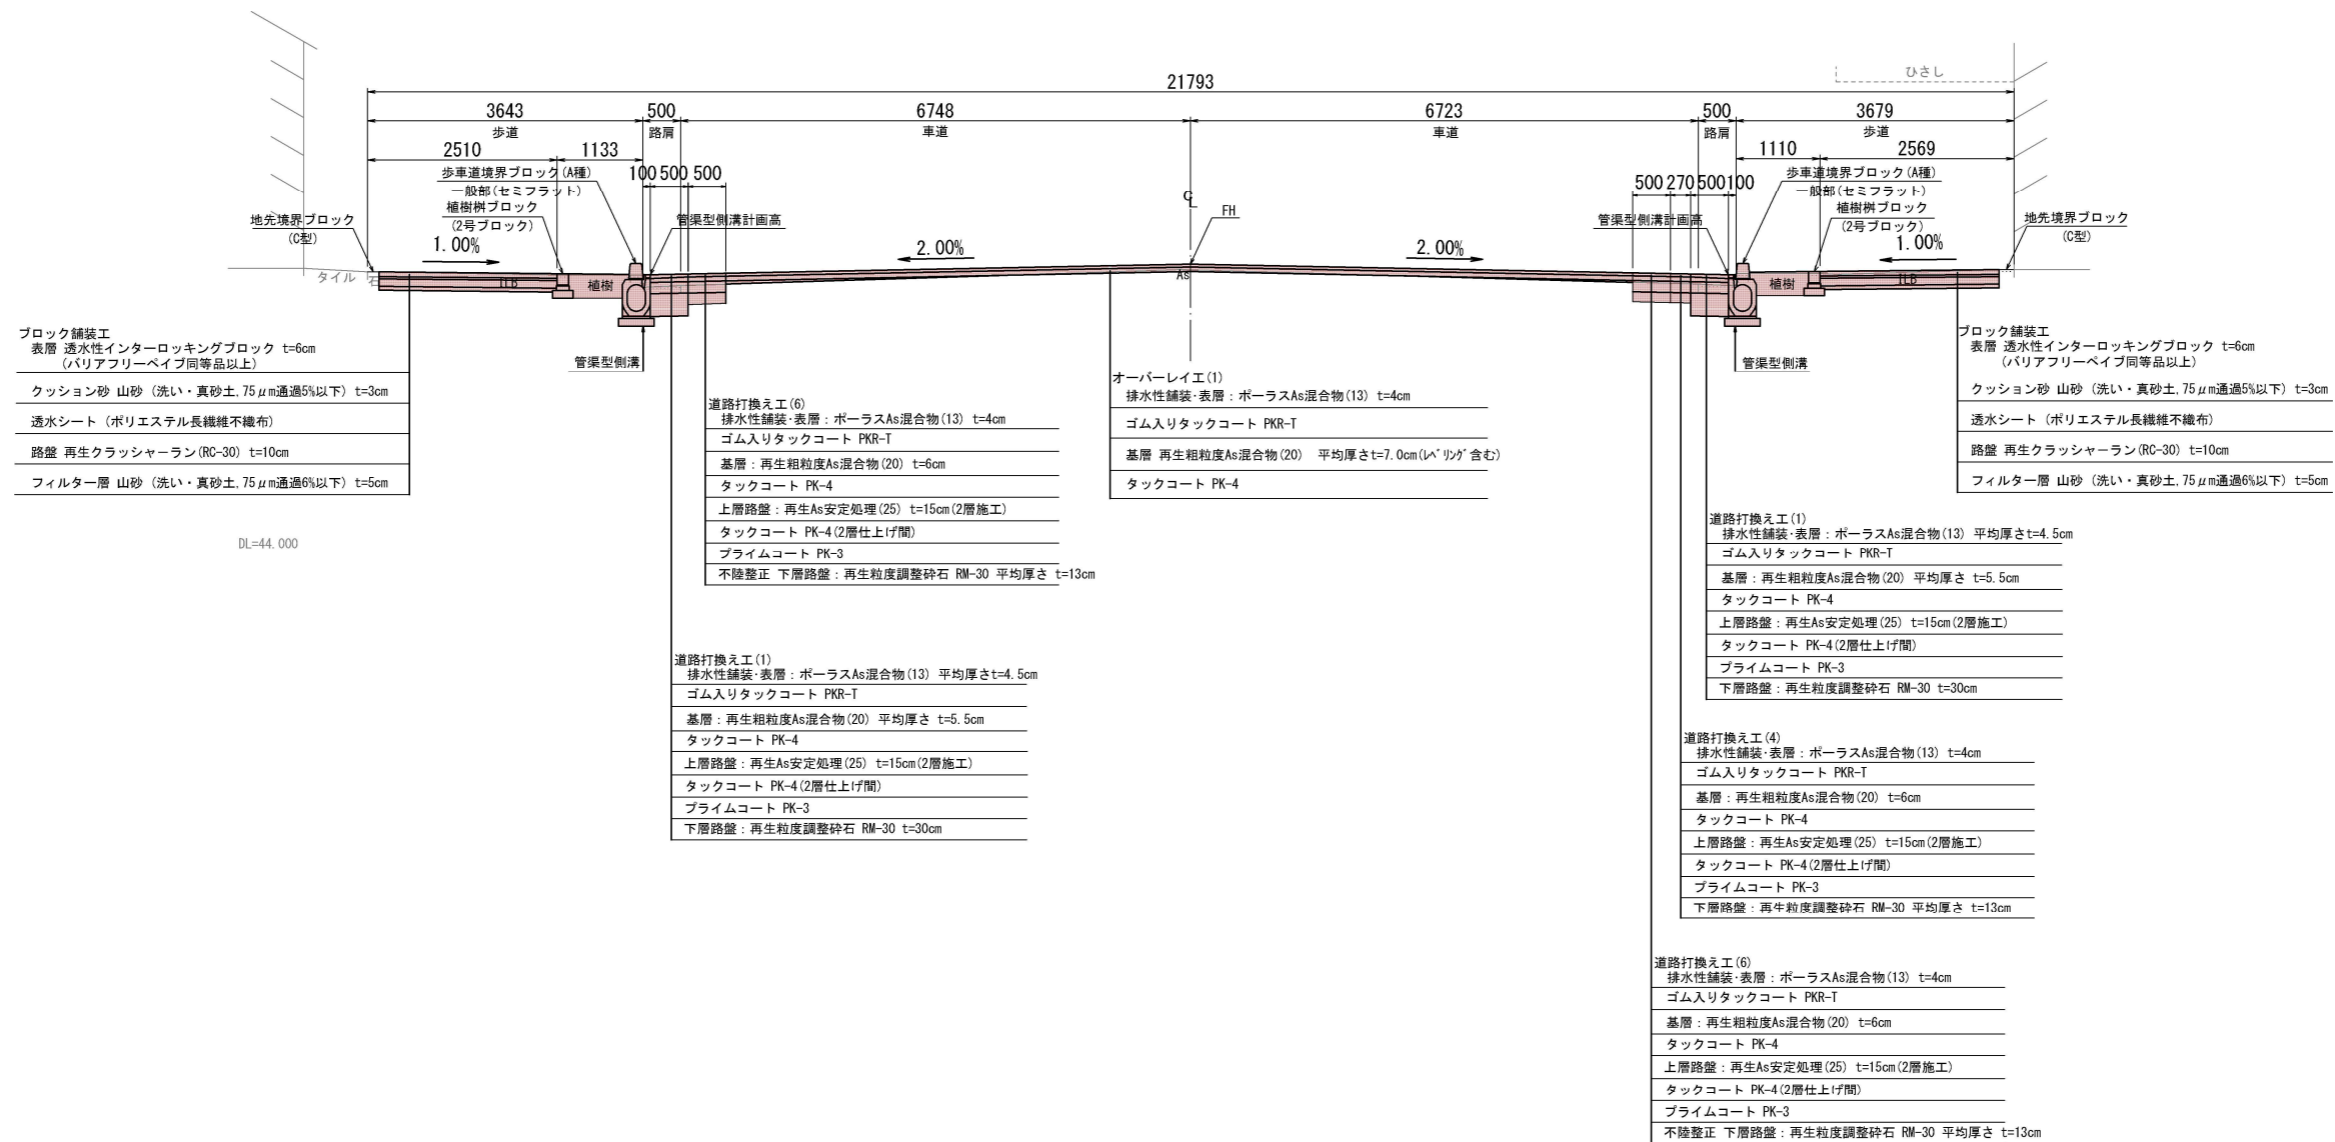 ひさし
21793
3643 500 6748 6723 500 3679
歩道 路肩 車道 車道 路肩 歩道
2510 1133 1110 2569
歩車道境界ブロック(A種)
一般部(セミフラット)
100 500 500
植樹桝ブロック
(2号ブロック)
地先境界ブロック
(C型)
管渠型側溝計画高
1.00%
2.00%
CL
FH
2.00%
500 270 500 100
歩車道境界ブロック(A種)
一般部(セミフラット)
植樹桝ブロック
(2号ブロック)
管渠型側溝計画高
地先境界ブロック
(C型)
1.00%
タイル 石 ILB 植樹 As 植樹 ILB
管渠型側溝
管渠型側溝
ブロック舗装工
表層 透水性インターロッキングブロック t=6cm
(バリアフリーペイブ同等品以上)
クッション砂 山砂 (洗い・真砂土,75μm通過5%以下) t=3cm
透水シート (ポリエステル長繊維不織布)
路盤 再生クラッシャーラン(RC-30) t=10cm
フィルター層 山砂 (洗い・真砂土,75μm通過6%以下) t=5cm
DL=44.000
道路打換え工(6)
排水性舗装・表層：ポーラスAs混合物(13) t=4cm
ゴム入りタックコート PKR-T
基層：再生粗粒度As混合物(20) t=6cm
タックコート PK-4
上層路盤：再生As安定処理(25) t=15cm(2層施工)
タックコート PK-4(2層仕上げ間)
プライムコート PK-3
不陸整正 下層路盤：再生粒度調整砕石 RM-30 平均厚さ t=13cm
道路打換え工(1)
排水性舗装・表層：ポーラスAs混合物(13) 平均厚さt=4.5cm
ゴム入りタックコート PKR-T
基層：再生粗粒度As混合物(20) 平均厚さ t=5.5cm
タックコート PK-4
上層路盤：再生As安定処理(25) t=15cm(2層施工)
タックコート PK-4(2層仕上げ間)
プライムコート PK-3
下層路盤：再生粒度調整砕石 RM-30 t=30cm
オーバーレイ工(1)
排水性舗装・表層：ポーラスAs混合物(13) t=4cm
ゴム入りタックコート PKR-T
基層 再生粗粒度As混合物(20) 平均厚さt=7.0cm(ﾚﾍﾞﾘﾝｸﾞ含む)
タックコート PK-4
ブロック舗装工
表層 透水性インターロッキングブロック t=6cm
(バリアフリーペイブ同等品以上)
クッション砂 山砂 (洗い・真砂土,75μm通過5%以下) t=3cm
透水シート (ポリエステル長繊維不織布)
路盤 再生クラッシャーラン(RC-30) t=10cm
フィルター層 山砂 (洗い・真砂土,75μm通過6%以下) t=5cm
道路打換え工(1)
排水性舗装・表層：ポーラスAs混合物(13) 平均厚さt=4.5cm
ゴム入りタックコート PKR-T
基層：再生粗粒度As混合物(20) 平均厚さ t=5.5cm
タックコート PK-4
上層路盤：再生As安定処理(25) t=15cm(2層施工)
タックコート PK-4(2層仕上げ間)
プライムコート PK-3
下層路盤：再生粒度調整砕石 RM-30 t=30cm
道路打換え工(4)
排水性舗装・表層：ポーラスAs混合物(13) t=4cm
ゴム入りタックコート PKR-T
基層：再生粗粒度As混合物(20) t=6cm
タックコート PK-4
上層路盤：再生As安定処理(25) t=15cm(2層施工)
タックコート PK-4(2層仕上げ間)
プライムコート PK-3
下層路盤：再生粒度調整砕石 RM-30 平均厚さ t=13cm
道路打換え工(6)
排水性舗装・表層：ポーラスAs混合物(13) t=4cm
ゴム入りタックコート PKR-T
基層：再生粗粒度As混合物(20) t=6cm
タックコート PK-4
上層路盤：再生As安定処理(25) t=15cm(2層施工)
タックコート PK-4(2層仕上げ間)
プライムコート PK-3
不陸整正 下層路盤：再生粒度調整砕石 RM-30 平均厚さ t=13cm